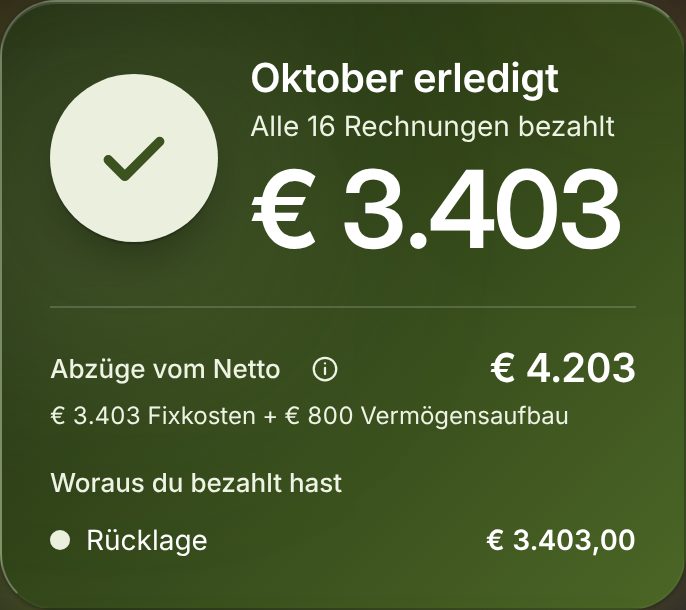 Oktober erledigt
Alle 16 Rechnungen bezahlt
€ 3.403
Abzüge vom Netto € 4.203
€ 3.403 Fixkosten + € 800 Vermögensaufbau
Woraus du bezahlt hast
Rücklage € 3.403,00